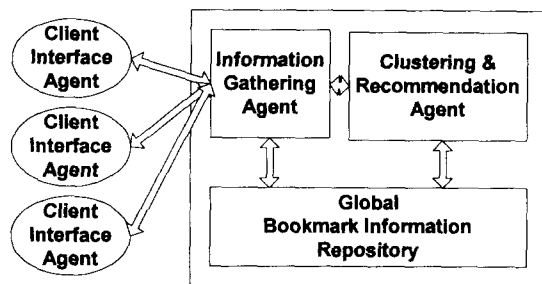 Client
Interface
Agent
Client
Interface
Agent
Client
Interface
Agent
Information
Gathering
Agent
Clustering &
Recommendation
Agent
Global
Bookmark Information
Repository